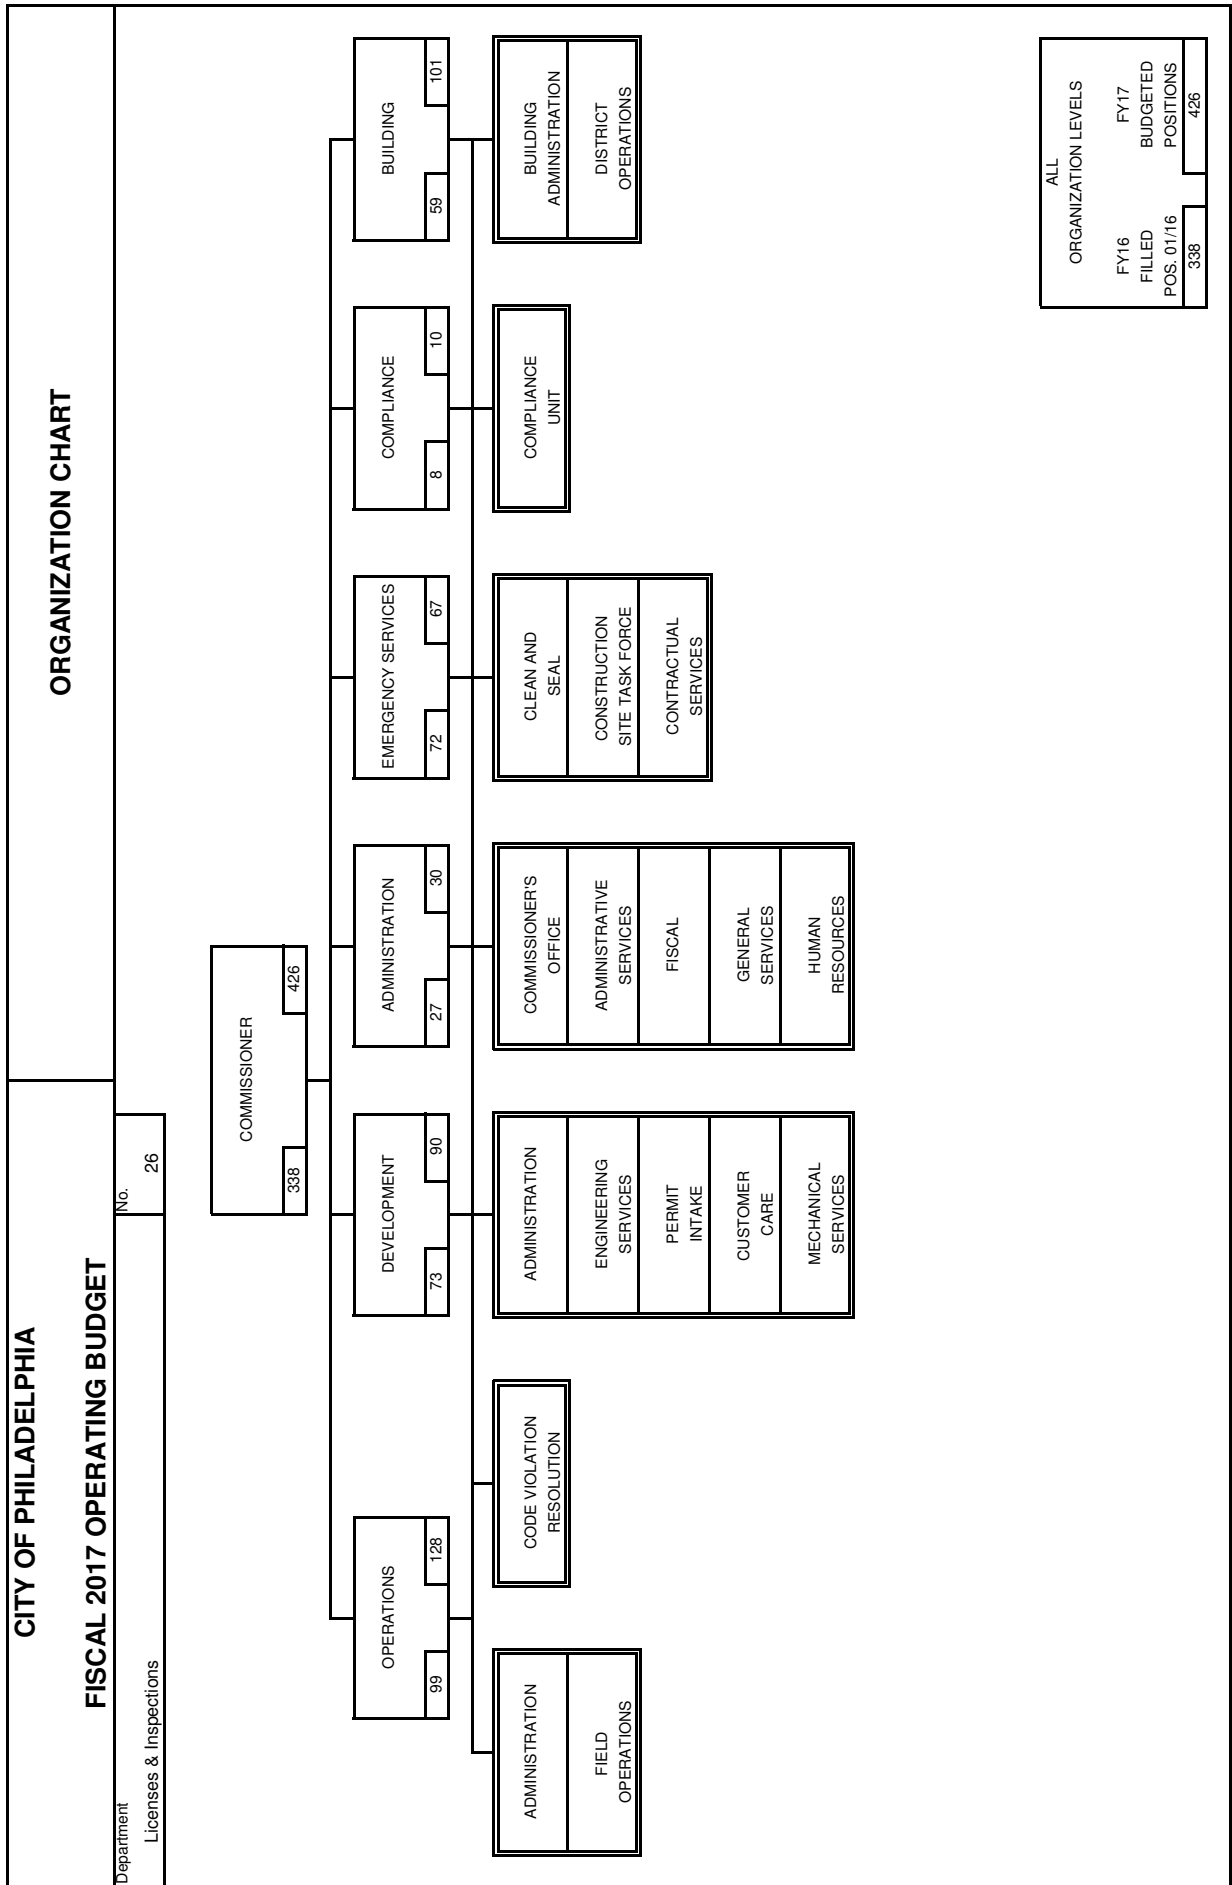 CITY OF PHILADELPHIA
FISCAL 2017 OPERATING BUDGET
ORGANIZATION CHART
Department
Licenses & Inspections
No.
26
COMMISSIONER
338
426
OPERATIONS
99
128
DEVELOPMENT
73
90
ADMINISTRATION
27
30
EMERGENCY SERVICES
72
67
COMPLIANCE
8
10
BUILDING
59
101
ADMINISTRATION
FIELD
OPERATIONS
CODE VIOLATION
RESOLUTION
ADMINISTRATION
ENGINEERING
SERVICES
PERMIT
INTAKE
CUSTOMER
CARE
MECHANICAL
SERVICES
COMMISSIONER'S
OFFICE
ADMINISTRATIVE
SERVICES
FISCAL
GENERAL
SERVICES
HUMAN
RESOURCES
CLEAN AND
SEAL
CONSTRUCTION
SITE TASK FORCE
CONTRACTUAL
SERVICES
COMPLIANCE
UNIT
BUILDING
ADMINISTRATION
DISTRICT
OPERATIONS
ALL
ORGANIZATION LEVELS
FY16
FILLED
POS. 01/16
338
FY17
BUDGETED
POSITIONS
426